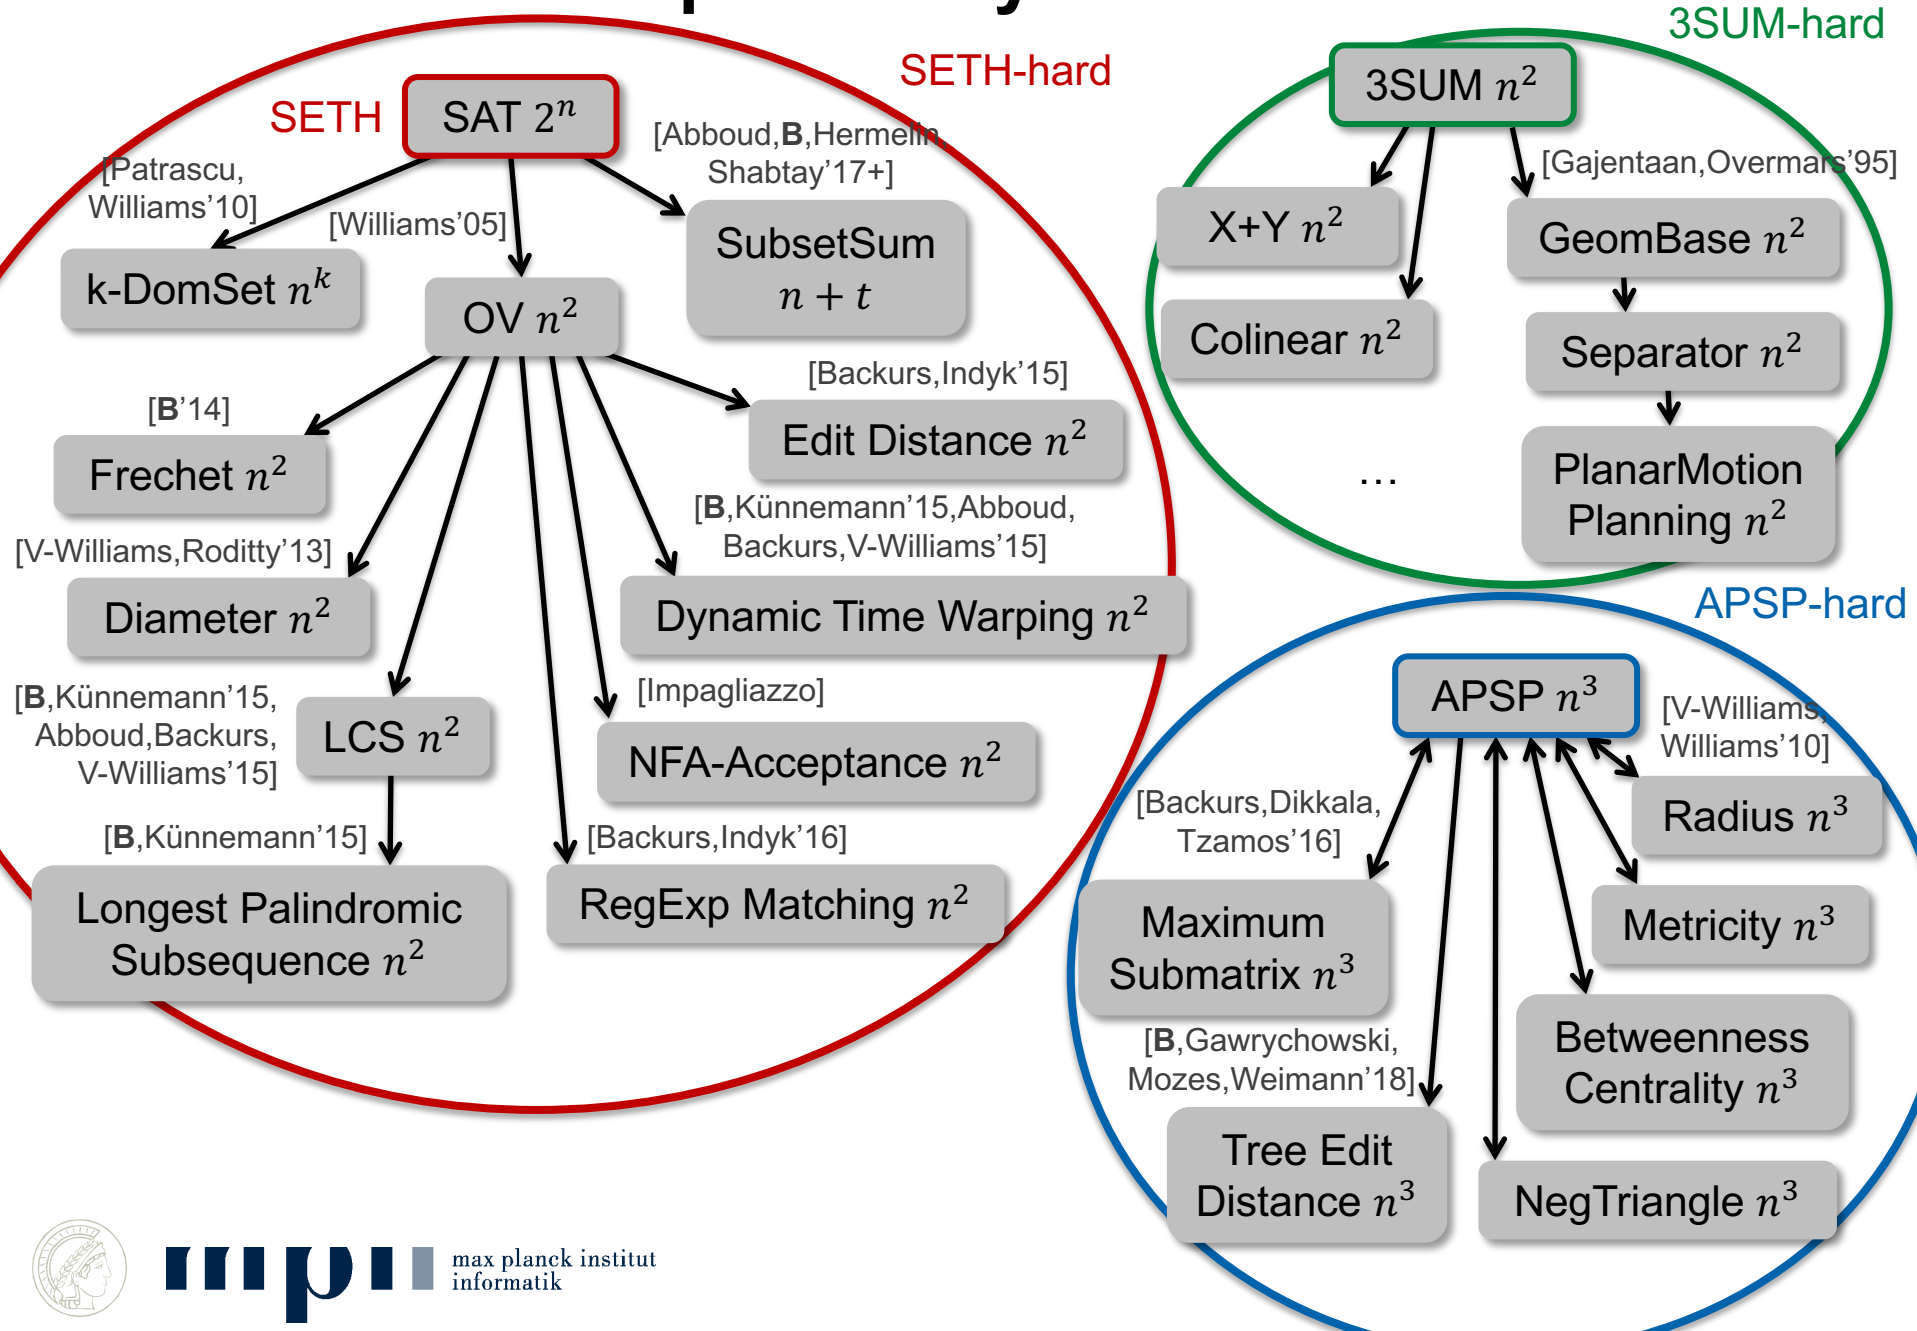 SETH-hard
SETH
SAT 2^n
[Patrascu,
Williams'10]
[Williams'05]
[Abboud,B,Hermelin,
Shabtay'17+]
k-DomSet n^k
OV n^2
SubsetSum
n + t
[B'14]
[Backurs,Indyk'15]
Frechet n^2
Edit Distance n^2
[V-Williams,Roditty'13]
[B,Künnemann'15,Abboud,
Backurs,V-Williams'15]
Diameter n^2
Dynamic Time Warping n^2
[B,Künnemann'15,
Abboud,Backurs,
V-Williams'15]
LCS n^2
[Impagliazzo]
NFA-Acceptance n^2
[B,Künnemann'15]
[Backurs,Indyk'16]
Longest Palindromic
Subsequence n^2
RegExp Matching n^2
3SUM-hard
3SUM n^2
[Gajentaan,Overmars'95]
X+Y n^2
GeomBase n^2
Colinear n^2
Separator n^2
…
PlanarMotion
Planning n^2
APSP-hard
APSP n^3
[V-Williams,
Williams'10]
[Backurs,Dikkala,
Tzamos'16]
Radius n^3
Maximum
Submatrix n^3
Metricity n^3
[B,Gawrychowski,
Mozes,Weimann'18]
Betweenness
Centrality n^3
Tree Edit
Distance n^3
NegTriangle n^3
max planck institut
informatik